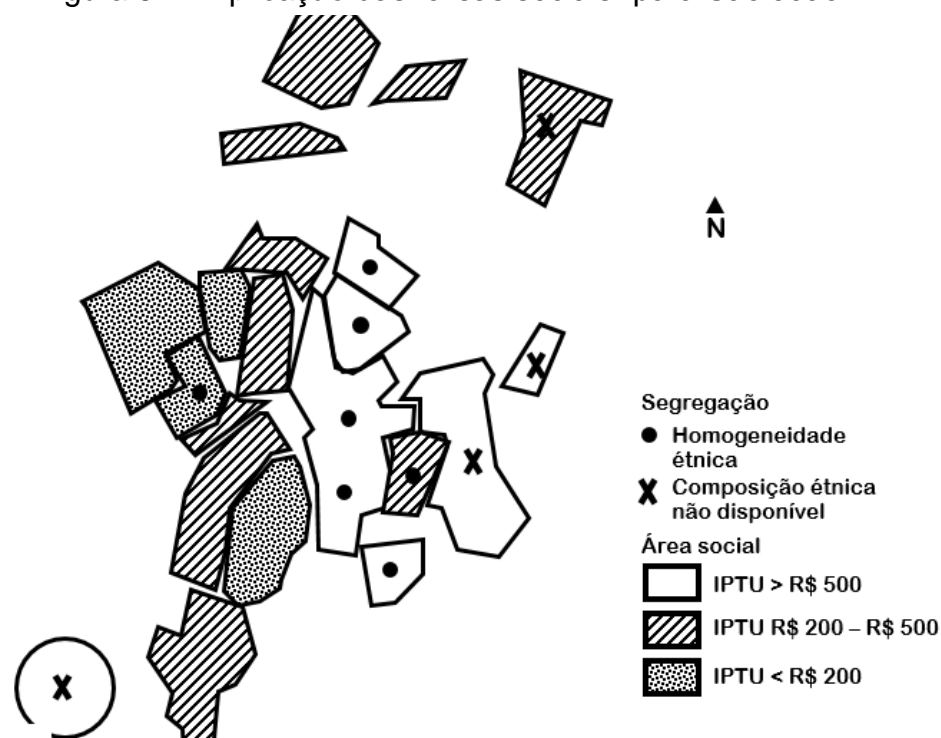 N
Segregação
Homogeneidade
étnica
Composição étnica
não disponível
Área social
IPTU > R$ 500
IPTU R$ 200 – R$ 500
IPTU < R$ 200